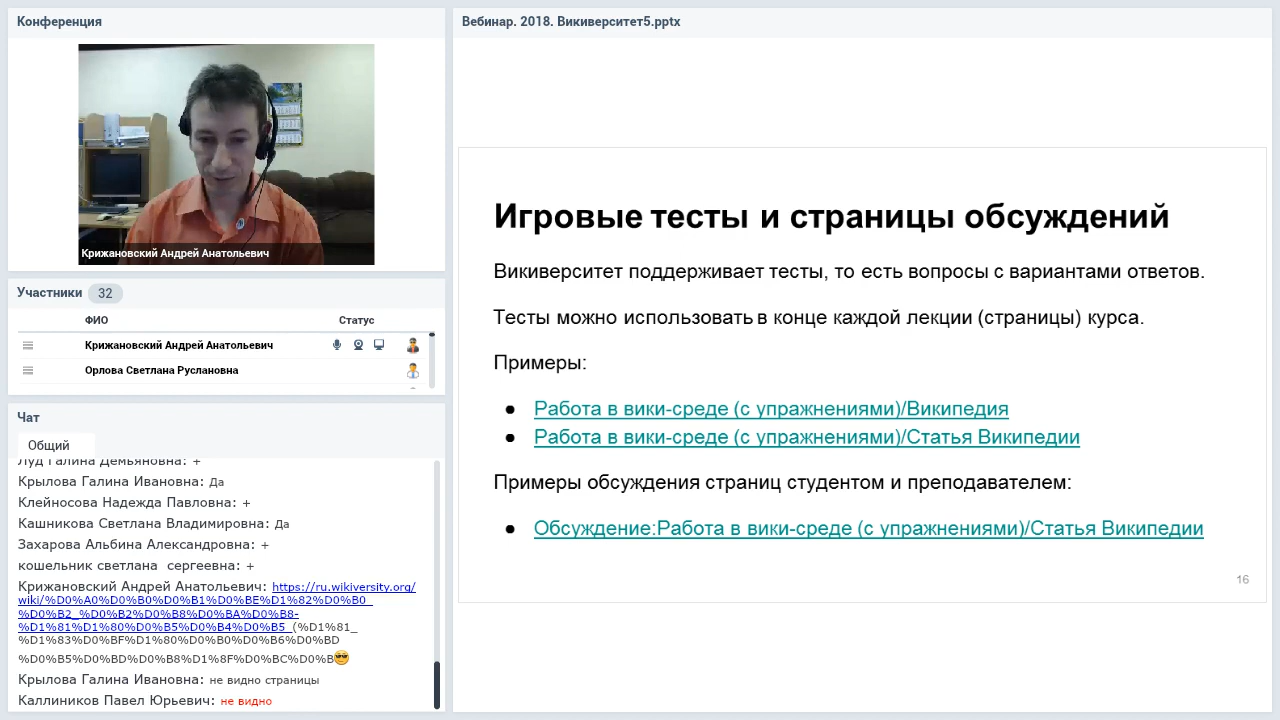 Конференция
Крижановский Андрей Анатольевич
Участники 32
ФИО Статус
Крижановский Андрей Анатольевич
Орлова Светлана Руслановна
Чат
Общий
Луд Галина Демьяновна: +
Крылова Галина Ивановна: Да
Клейносова Надежда Павловна: +
Кашникова Светлана Владимировна: Да
Захарова Альбина Александровна: +
кошельник светлана сергеевна: +
Крижановский Андрей Анатольевич: https://ru.wikiversity.org/
wiki/%D0%A0%D0%B0%D0%B1%D0%BE%D1%82%D0%B0_
%D0%B2_%D0%B2%D0%B8%D0%BA%D0%B8-
%D1%81%D1%80%D0%B5%D0%B4%D0%B5_(%D1%81_
%D1%83%D0%BF%D1%80%D0%B0%D0%B6%D0%BD
%D0%B5%D0%BD%D0%B8%D1%8F%D0%BC%D0%B
Крылова Галина Ивановна: не видно страницы
Каллиников Павел Юрьевич: не видно
Вебинар. 2018. Викиверситет5.pptx
Игровые тесты и страницы обсуждений
Викиверситет поддерживает тесты, то есть вопросы с вариантами ответов.
Тесты можно использовать в конце каждой лекции (страницы) курса.
Примеры:
● Работа в вики-среде (с упражнениями)/Википедия
● Работа в вики-среде (с упражнениями)/Статья Википедии
Примеры обсуждения страниц студентом и преподавателем:
● Обсуждение:Работа в вики-среде (с упражнениями)/Статья Википедии
16